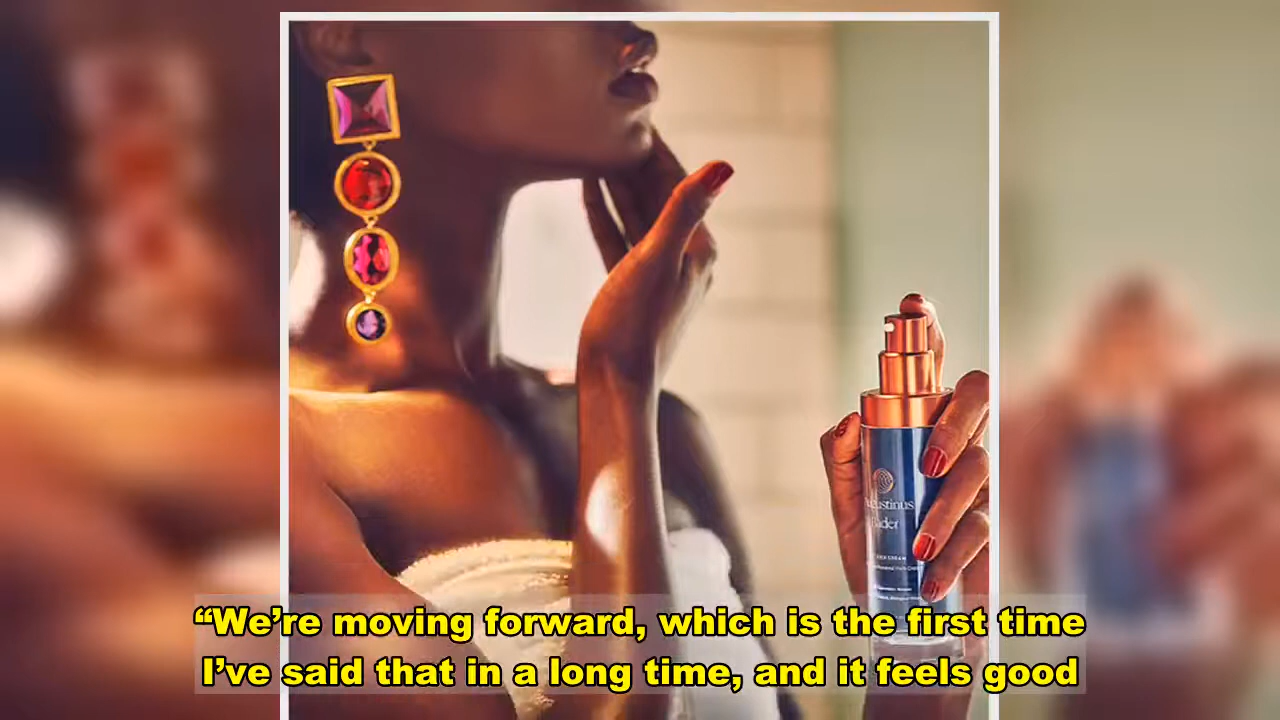 Augustinus
Bader
“We’re moving forward, which is the first time
I’ve said that in a long time, and it feels good